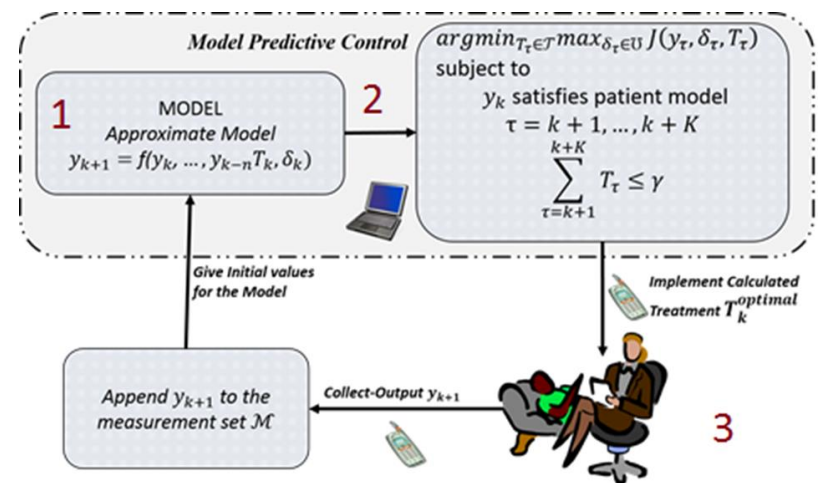 Model Predictive Control
1
MODEL
Approximate Model
y_{k+1} = f(y_k, …, y_{k−n}T_k, δ_k)
2
argmin_{T_τ∈𝒯}max_{δ_τ∈℧} J(y_τ, δ_τ, T_τ)
subject to
y_k satisfies patient model
τ = k + 1, …, k + K
∑_{τ=k+1}^{k+K} T_τ ≤ γ
Give Initial values
for the Model
Implement Calculated
Treatment T_k^{optimal}
Append y_{k+1} to the
measurement set ℳ
Collect-Output y_{k+1}
3